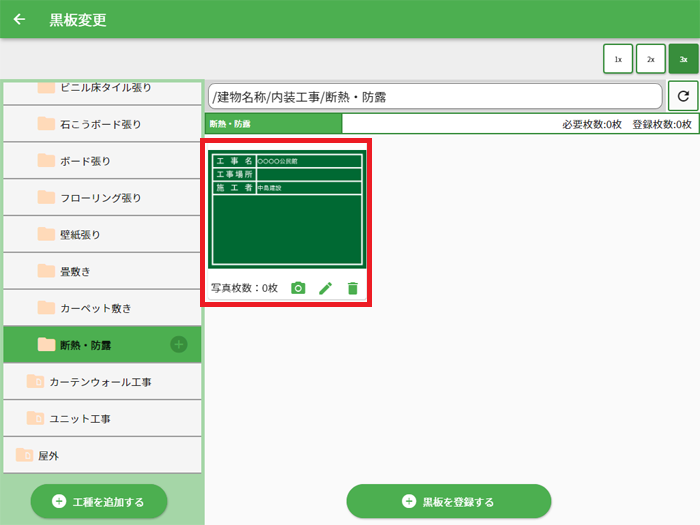 黒板変更
1x 2x 3x
ビニル床タイル張り
石こうボード張り
ボード張り
フローリング張り
壁紙張り
畳敷き
カーペット敷き
断熱・防露
カーテンウォール工事
ユニット工事
屋外
工種を追加する
/建物名称/内装工事/断熱・防露
断熱・防露 必要枚数:0枚 登録枚数:0枚
工事名 〇〇〇〇公民館
工事場所
施工者 中島建設
写真枚数：0枚
黒板を登録する